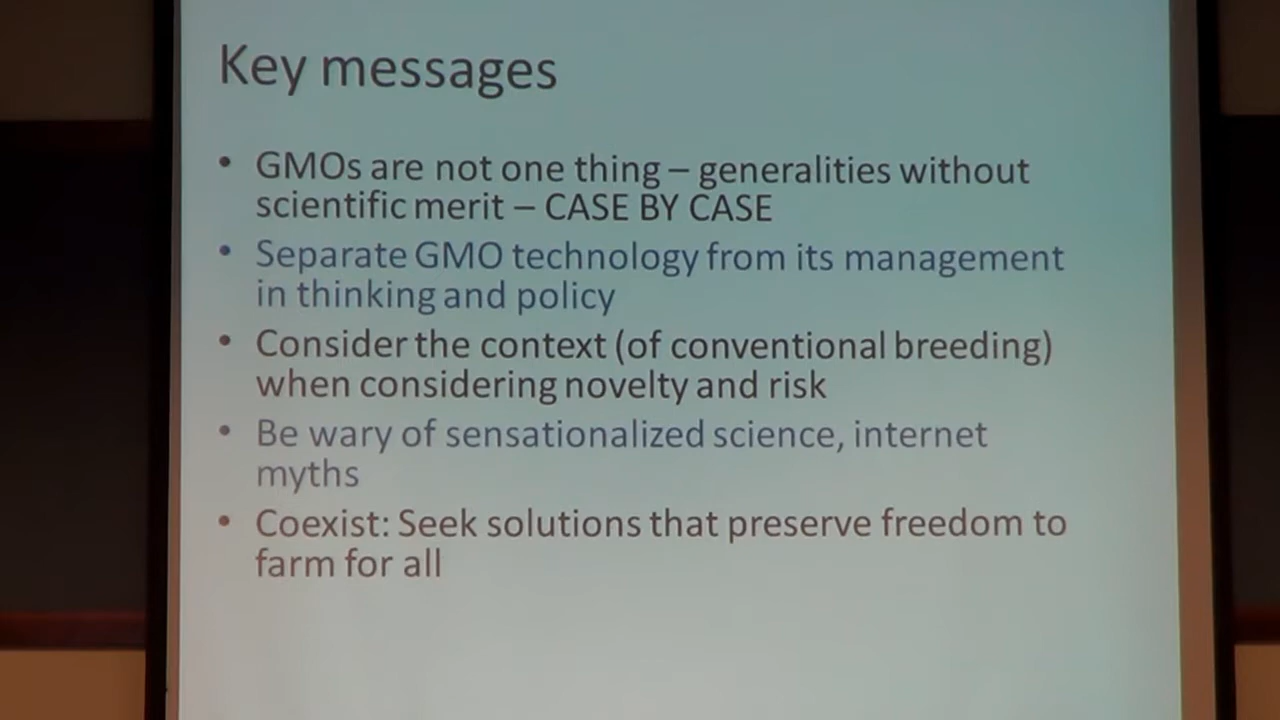 Key messages
• GMOs are not one thing – generalities without
scientific merit – CASE BY CASE
• Separate GMO technology from its management
in thinking and policy
• Consider the context (of conventional breeding)
when considering novelty and risk
• Be wary of sensationalized science, internet
myths
• Coexist: Seek solutions that preserve freedom to
farm for all